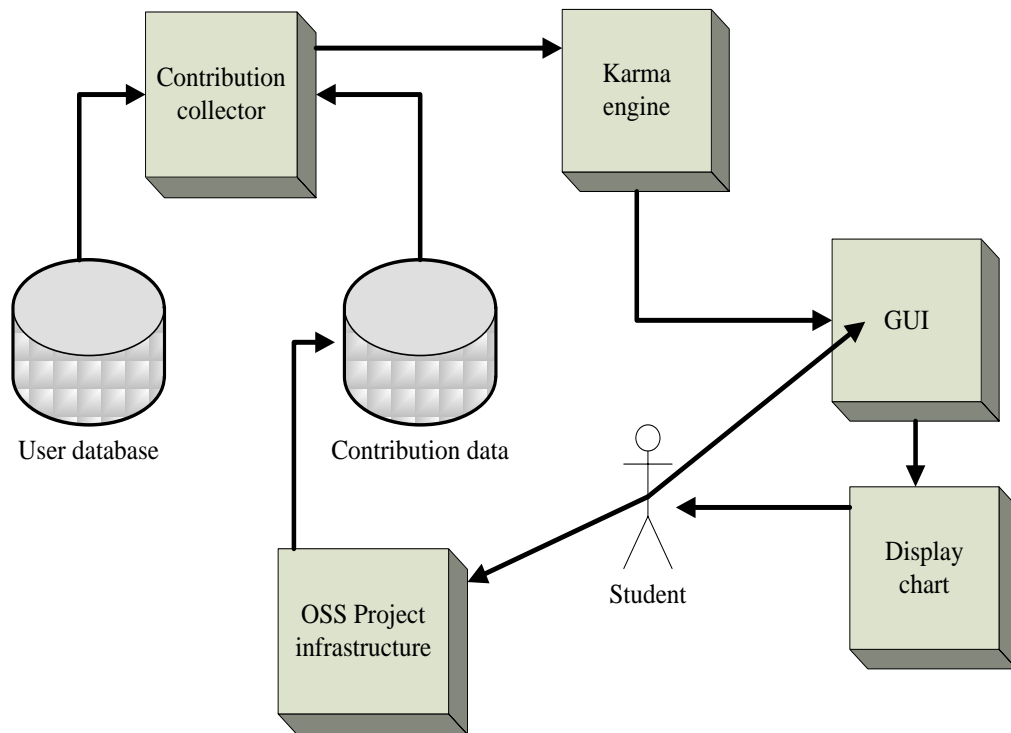 Contribution
collector
Karma
engine
GUI
User database
Contribution data
Display
chart
Student
OSS Project
infrastructure